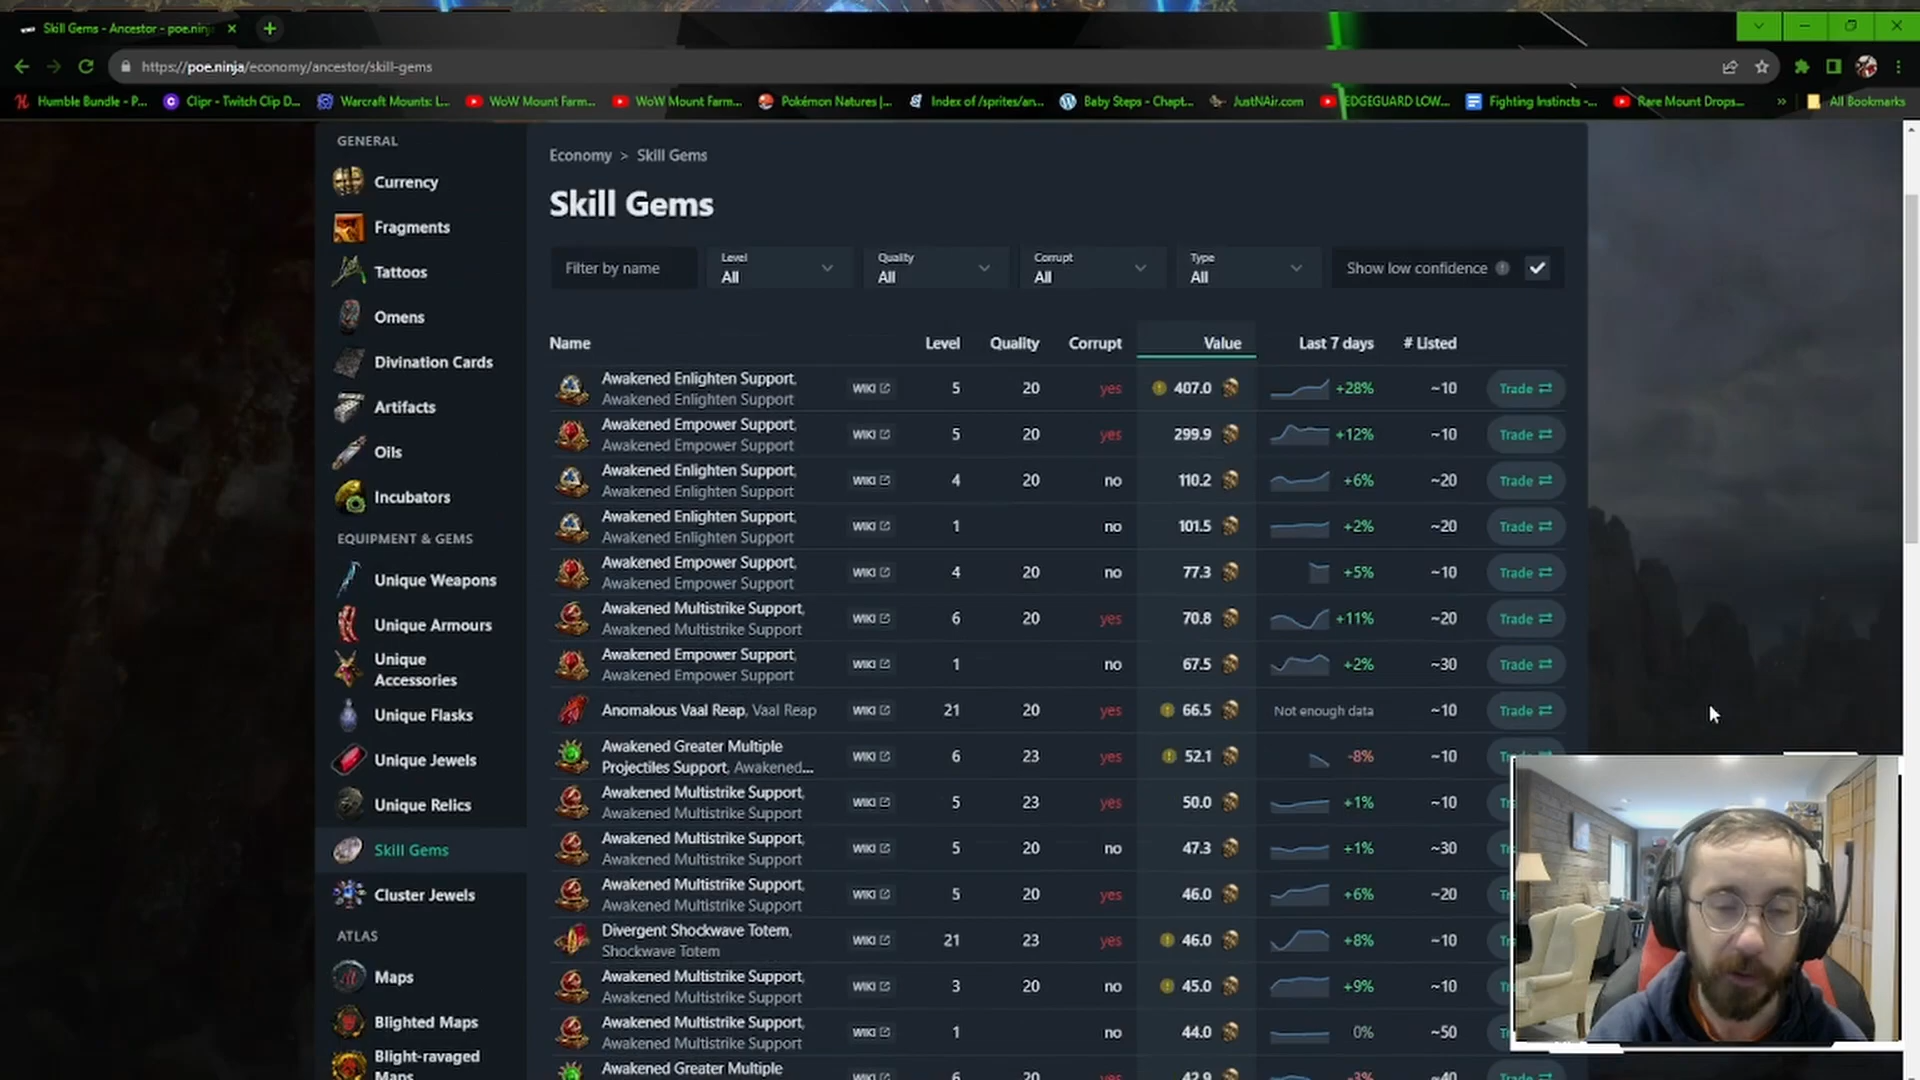 Skill Gems - Ancestor - poe.ninj
https://poe.ninja/economy/ancestor/skill-gems
Humble Bundle - P...
Clipr - Twitch Clip D...
Warcraft Mounts: L...
WoW Mount Farm...
WoW Mount Farm...
Pokémon Natures |...
Index of /sprites/an...
Baby Steps - Chapt...
JustNAir.com
EDGEGUARD LOW...
Fighting Instincts -...
Rare Mount Drops...
»
All Bookmarks
GENERAL
Currency
Fragments
Tattoos
Omens
Divination Cards
Artifacts
Oils
Incubators
EQUIPMENT & GEMS
Unique Weapons
Unique Armours
Unique
Accessories
Unique Flasks
Unique Jewels
Unique Relics
Skill Gems
Cluster Jewels
ATLAS
Maps
Blighted Maps
Blight-ravaged
Maps
Economy > Skill Gems
Skill Gems
Filter by name
Level
All
Quality
All
Corrupt
All
Type
All
Show low confidence
Name Level Quality Corrupt Value Last 7 days # Listed
Awakened Enlighten Support,
Awakened Enlighten Support
WIKI 5 20 yes 407.0 +28% ~10 Trade
Awakened Empower Support,
Awakened Empower Support
WIKI 5 20 yes 299.9 +12% ~10 Trade
Awakened Enlighten Support,
Awakened Enlighten Support
WIKI 4 20 no 110.2 +6% ~20 Trade
Awakened Enlighten Support,
Awakened Enlighten Support
WIKI 1 no 101.5 +2% ~20 Trade
Awakened Empower Support,
Awakened Empower Support
WIKI 4 20 no 77.3 +5% ~10 Trade
Awakened Multistrike Support,
Awakened Multistrike Support
WIKI 6 20 yes 70.8 +11% ~20 Trade
Awakened Empower Support,
Awakened Empower Support
WIKI 1 no 67.5 +2% ~30 Trade
Anomalous Vaal Reap, Vaal Reap WIKI 21 20 yes 66.5 Not enough data ~10 Trade
Awakened Greater Multiple
Projectiles Support, Awakened...
WIKI 6 23 yes 52.1 -8% ~10
Awakened Multistrike Support,
Awakened Multistrike Support
WIKI 5 23 yes 50.0 +1% ~10
Awakened Multistrike Support,
Awakened Multistrike Support
WIKI 5 20 no 47.3 +1% ~30
Awakened Multistrike Support,
Awakened Multistrike Support
WIKI 5 20 yes 46.0 +6% ~20
Divergent Shockwave Totem,
Shockwave Totem
WIKI 21 23 yes 46.0 +8% ~10
Awakened Multistrike Support,
Awakened Multistrike Support
WIKI 3 20 no 45.0 +9% ~10
Awakened Multistrike Support,
Awakened Multistrike Support
WIKI 1 no 44.0 0% ~50
Awakened Greater Multiple
WIKI 6 20 yes 42.9 -3% ~40